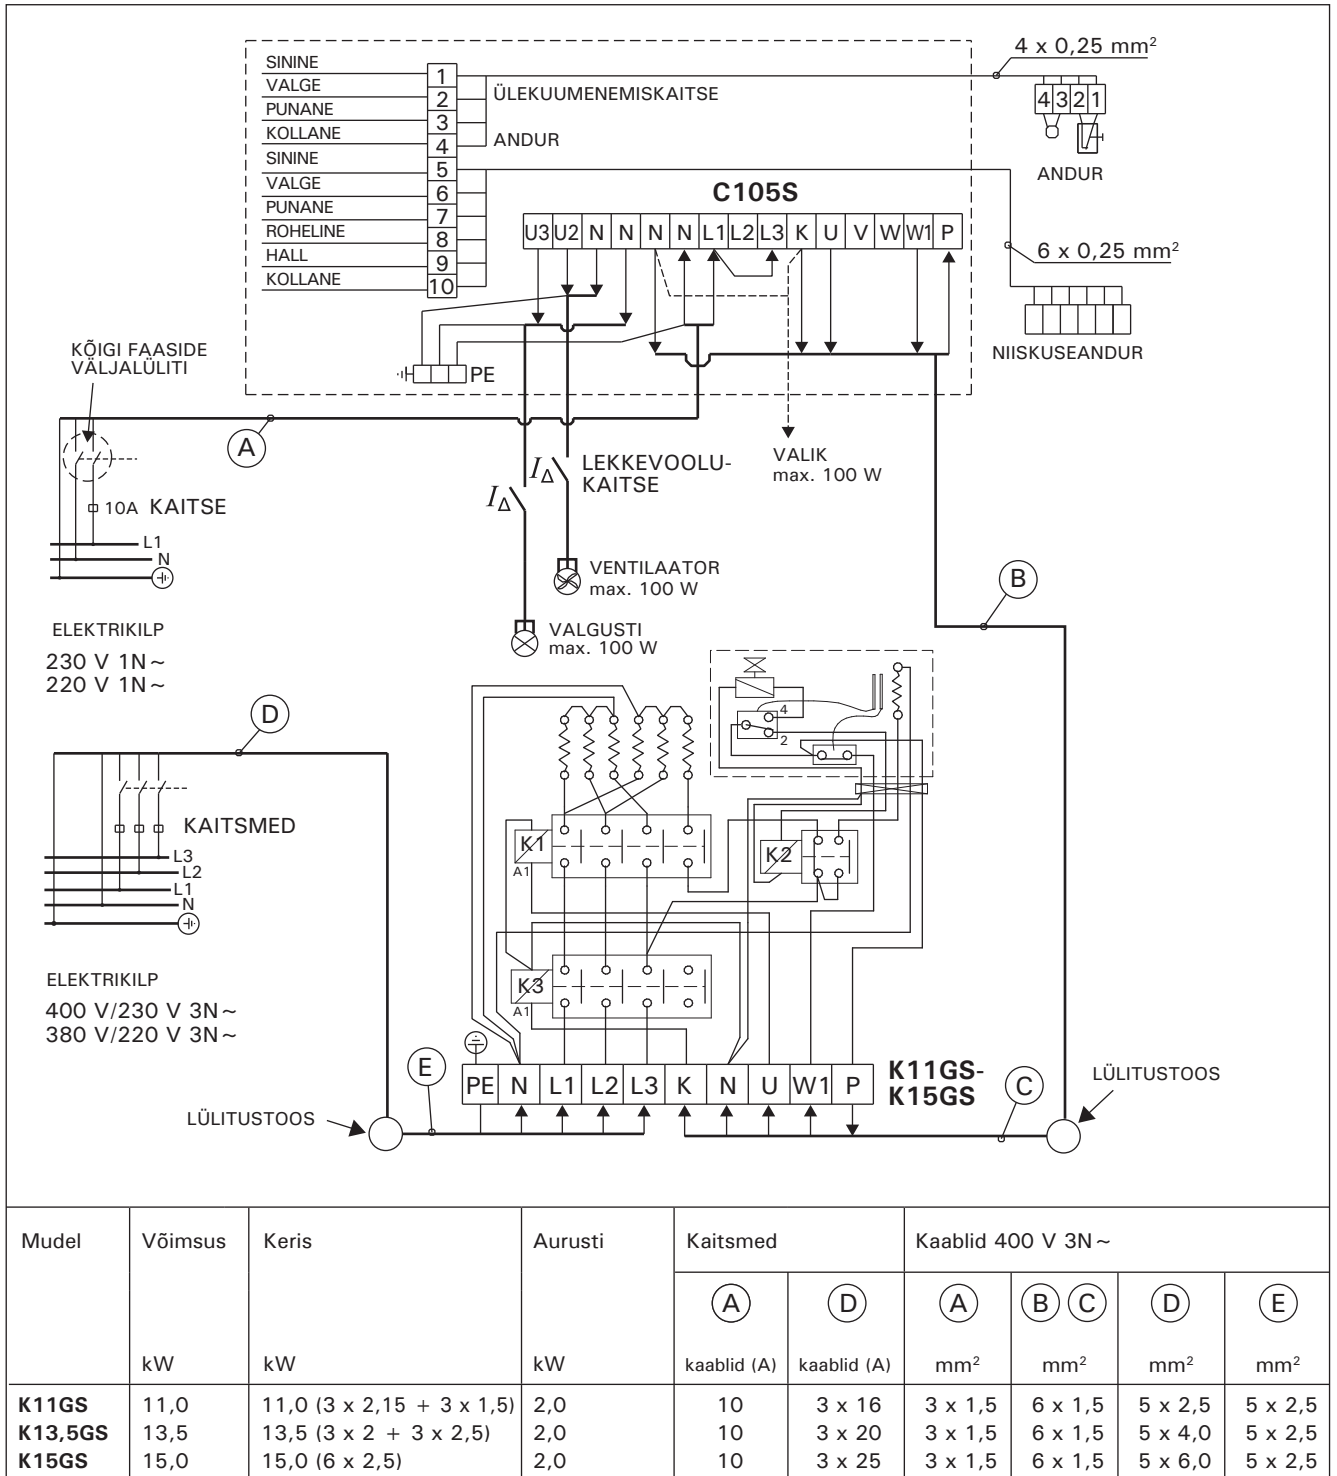 SININE
VALGE
PUNANE
KOLLANE
SININE
VALGE
PUNANE
ROHELINE
HALL
KOLLANE
1
2
3
4
5
6
7
8
9
10
ÜLEKUUMENEMISKAITSE
ANDUR
4 x 0,25 mm²
4 3 2 1
ANDUR
C105S
U3 U2 N N N N L1 L2 L3 K U V W W1 P
6 x 0,25 mm²
NIISKUSEANDUR
PE
KÕIGI FAASIDE
VÄLJALÜLITI
A
10A KAITSE
L1
N
ELEKTRIKILP
230 V 1N~
220 V 1N~
VALIK
max. 100 W
I∆
I∆
LEKKEVOOLU-
KAITSE
VENTILAATOR
max. 100 W
VALGUSTI
max. 100 W
B
D
KAITSMED
L3
L2
L1
N
ELEKTRIKILP
400 V/230 V 3N~
380 V/220 V 3N~
4
2
K1
A1
K2
K3
A1
E
PE N L1 L2 L3 K N U W1 P
K11GS-
K15GS
C
LÜLITUSTOOS
LÜLITUSTOOS
Mudel Võimsus Keris Aurusti Kaitsmed Kaablid 400 V 3N~
A D A B C D E
kW kW kW kaablid (A) kaablid (A) mm² mm² mm² mm²
K11GS 11,0 11,0 (3 x 2,15 + 3 x 1,5) 2,0 10 3 x 16 3 x 1,5 6 x 1,5 5 x 2,5 5 x 2,5
K13,5GS 13,5 13,5 (3 x 2 + 3 x 2,5) 2,0 10 3 x 20 3 x 1,5 6 x 1,5 5 x 4,0 5 x 2,5
K15GS 15,0 15,0 (6 x 2,5) 2,0 10 3 x 25 3 x 1,5 6 x 1,5 5 x 6,0 5 x 2,5